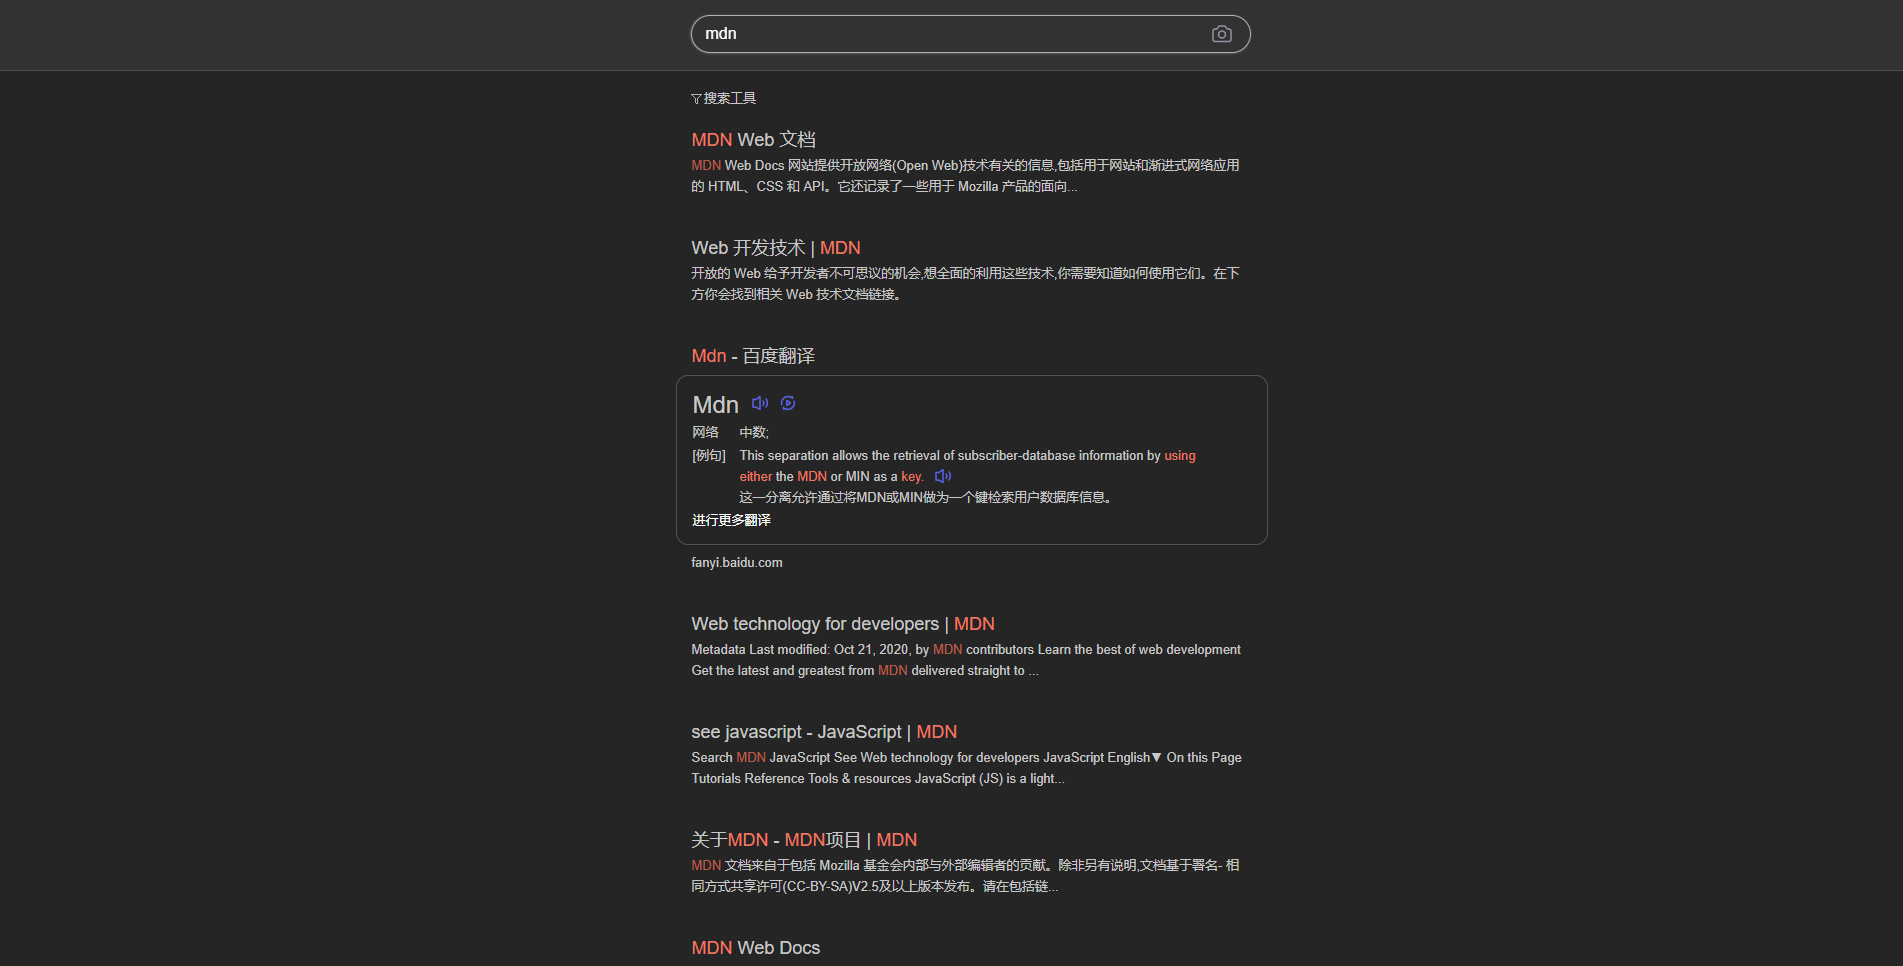 mdn
搜索工具
MDN Web 文档
MDN Web Docs 网站提供开放网络(Open Web)技术有关的信息,包括用于网站和渐进式网络应用
的 HTML、CSS 和 API。它还记录了一些用于 Mozilla 产品的面向...
Web 开发技术 | MDN
开放的 Web 给予开发者不可思议的机会,想全面的利用这些技术,你需要知道如何使用它们。在下
方你会找到相关 Web 技术文档链接。
Mdn - 百度翻译
Mdn
网络 中数;
[例句] This separation allows the retrieval of subscriber-database information by using
either the MDN or MIN as a key.
这一分离允许通过将MDN或MIN做为一个键检索用户数据库信息。
进行更多翻译
fanyi.baidu.com
Web technology for developers | MDN
Metadata Last modified: Oct 21, 2020, by MDN contributors Learn the best of web development
Get the latest and greatest from MDN delivered straight to ...
see javascript - JavaScript | MDN
Search MDN JavaScript See Web technology for developers JavaScript English▼ On this Page
Tutorials Reference Tools & resources JavaScript (JS) is a light...
关于MDN - MDN项目 | MDN
MDN 文档来自于包括 Mozilla 基金会内部与外部编辑者的贡献。除非另有说明,文档基于署名- 相
同方式共享许可(CC-BY-SA)V2.5及以上版本发布。请在包括链...
MDN Web Docs